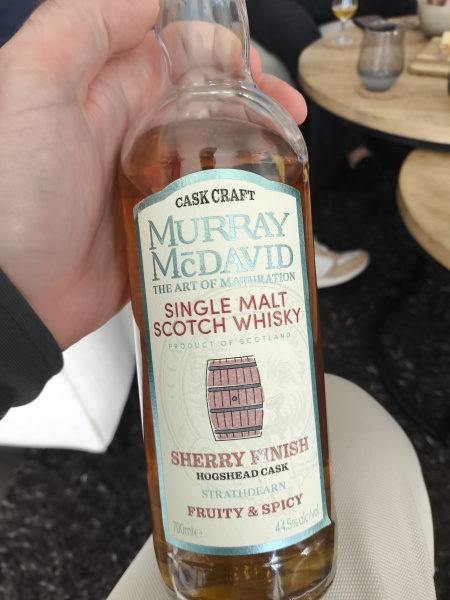 CASK CRAFT
MURRAY
McDAVID
THE ART OF MATURATION
SINGLE MALT
SCOTCH WHISKY
PRODUCT OF SCOTLAND
SHERRY FINISH
HOGSHEAD CASK
STRATHDEARN
FRUITY & SPICY
700ml℮ 44.5% alc/vol